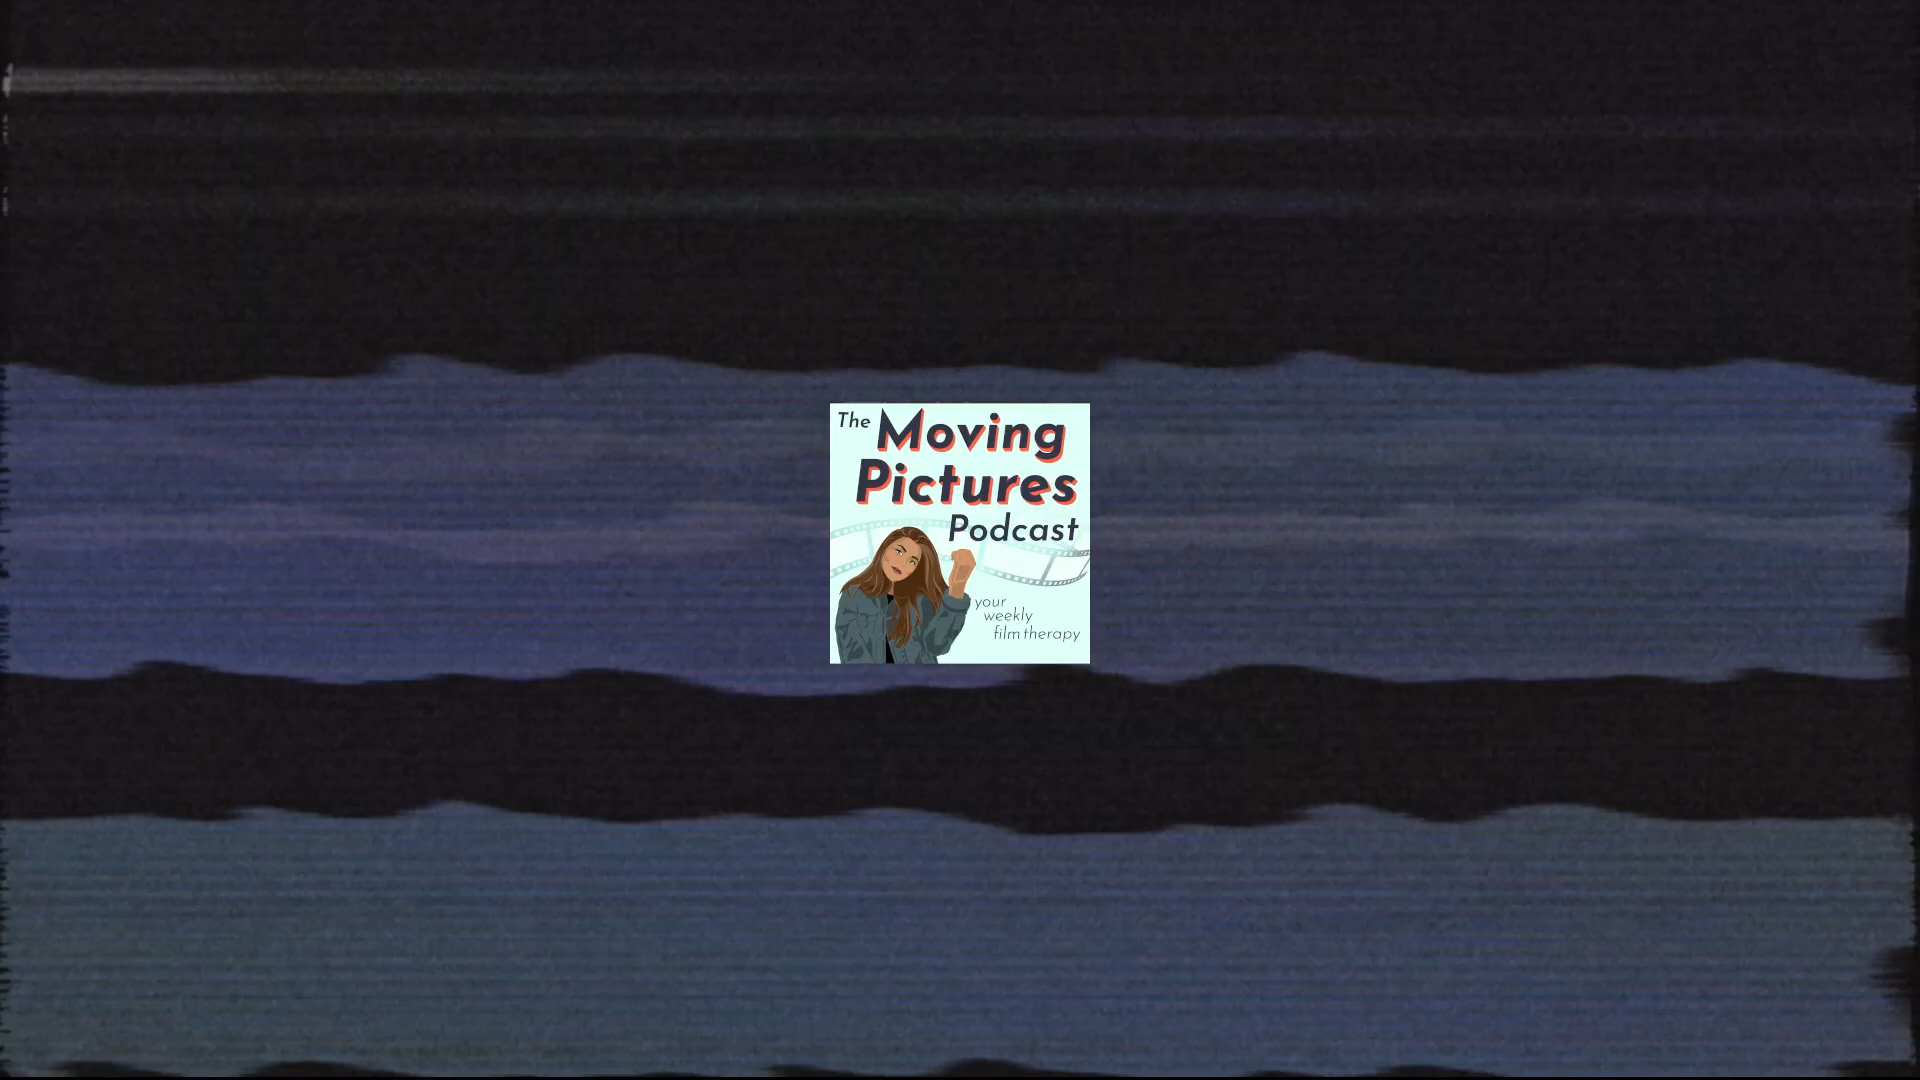 The Moving
Pictures
Podcast
your
weekly
film therapy